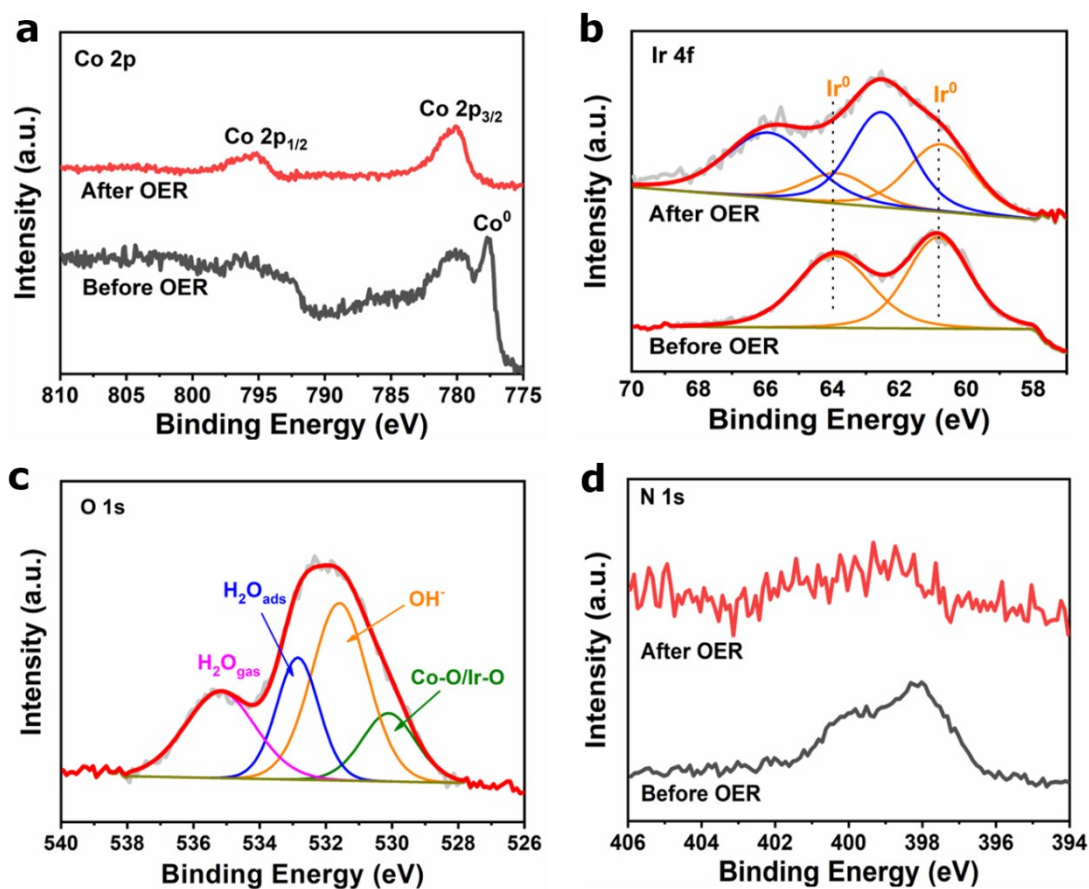 a
Co 2p
Co 2p1/2
Co 2p3/2
After OER
Co0
Before OER
Intensity (a.u.)
810 805 800 795 790 785 780 775
Binding Energy (eV)
b
Ir 4f
Ir0
Ir0
After OER
Before OER
Intensity (a.u.)
70 68 66 64 62 60 58
Binding Energy (eV)
c
O 1s
H2Oads
OH-
H2Ogas
Co-O/Ir-O
Intensity (a.u.)
540 538 536 534 532 530 528 526
Binding Energy (eV)
d
N 1s
After OER
Before OER
Intensity (a.u.)
406 404 402 400 398 396 394
Binding Energy (eV)